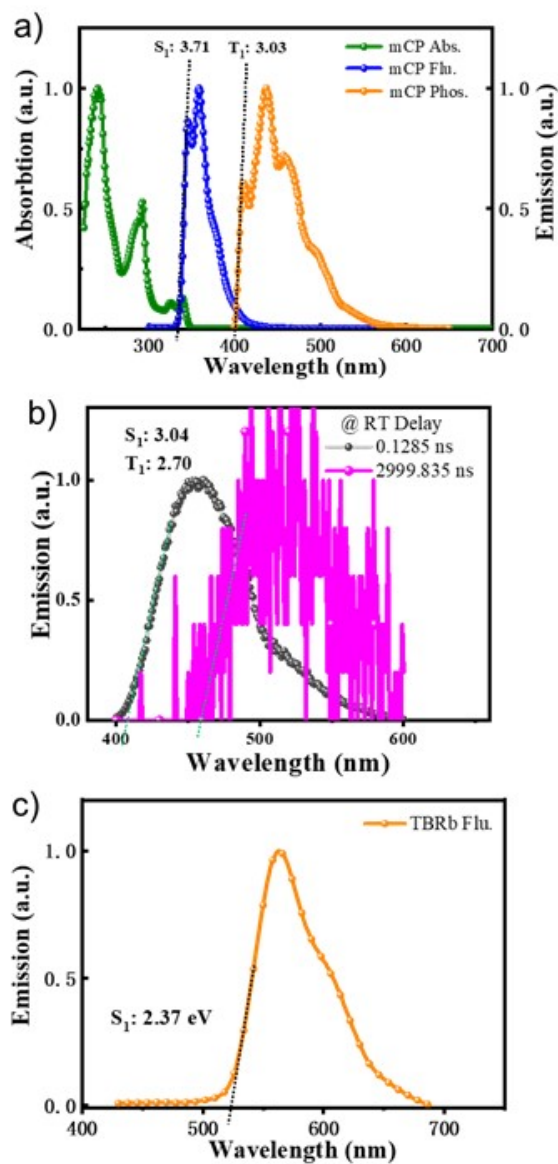 a)
S₁: 3.71
T₁: 3.03
mCP Abs.
mCP Flu.
mCP Phos.
Absorbtion (a.u.)
Emission (a.u.)
1.0
0.5
0. 0
1.0
0.5
0. 0
300
400
500
600
700
Wavelength (nm)
b)
S₁: 3.04
T₁: 2.70
@ RT Delay
0.1285 ns
2999.835 ns
Emission (a.u.)
1.0
0.5
0.0
400
500
600
Wavelength (nm)
c)
TBRb Flu.
S₁: 2.37 eV
Emission (a.u.)
1. 0
0.5
0. 0
400
500
600
700
Wavelength (nm)